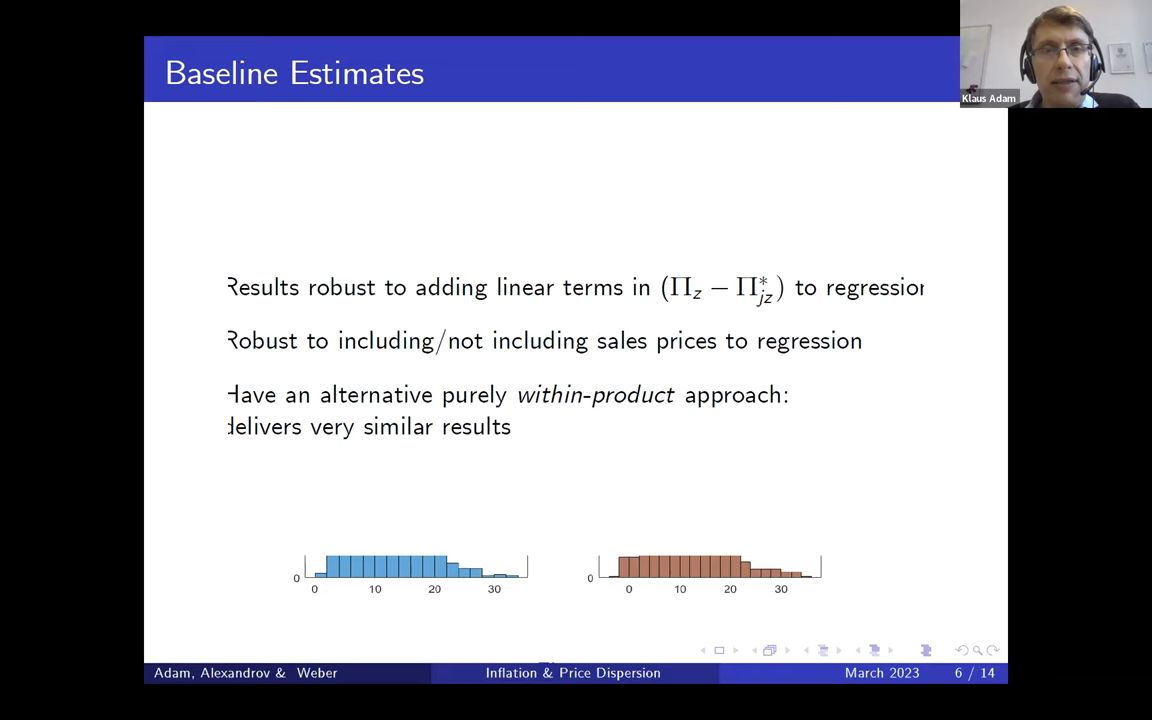 Baseline Estimates
Klaus Adam
Results robust to adding linear terms in (Π_z − Π*_{jz}) to regression
Robust to including/not including sales prices to regression
Have an alternative purely within-product approach:
delivers very similar results
0
0 10 20 30
0
0 10 20 30
Adam, Alexandrov & Weber
Inflation & Price Dispersion
March 2023
6 / 14